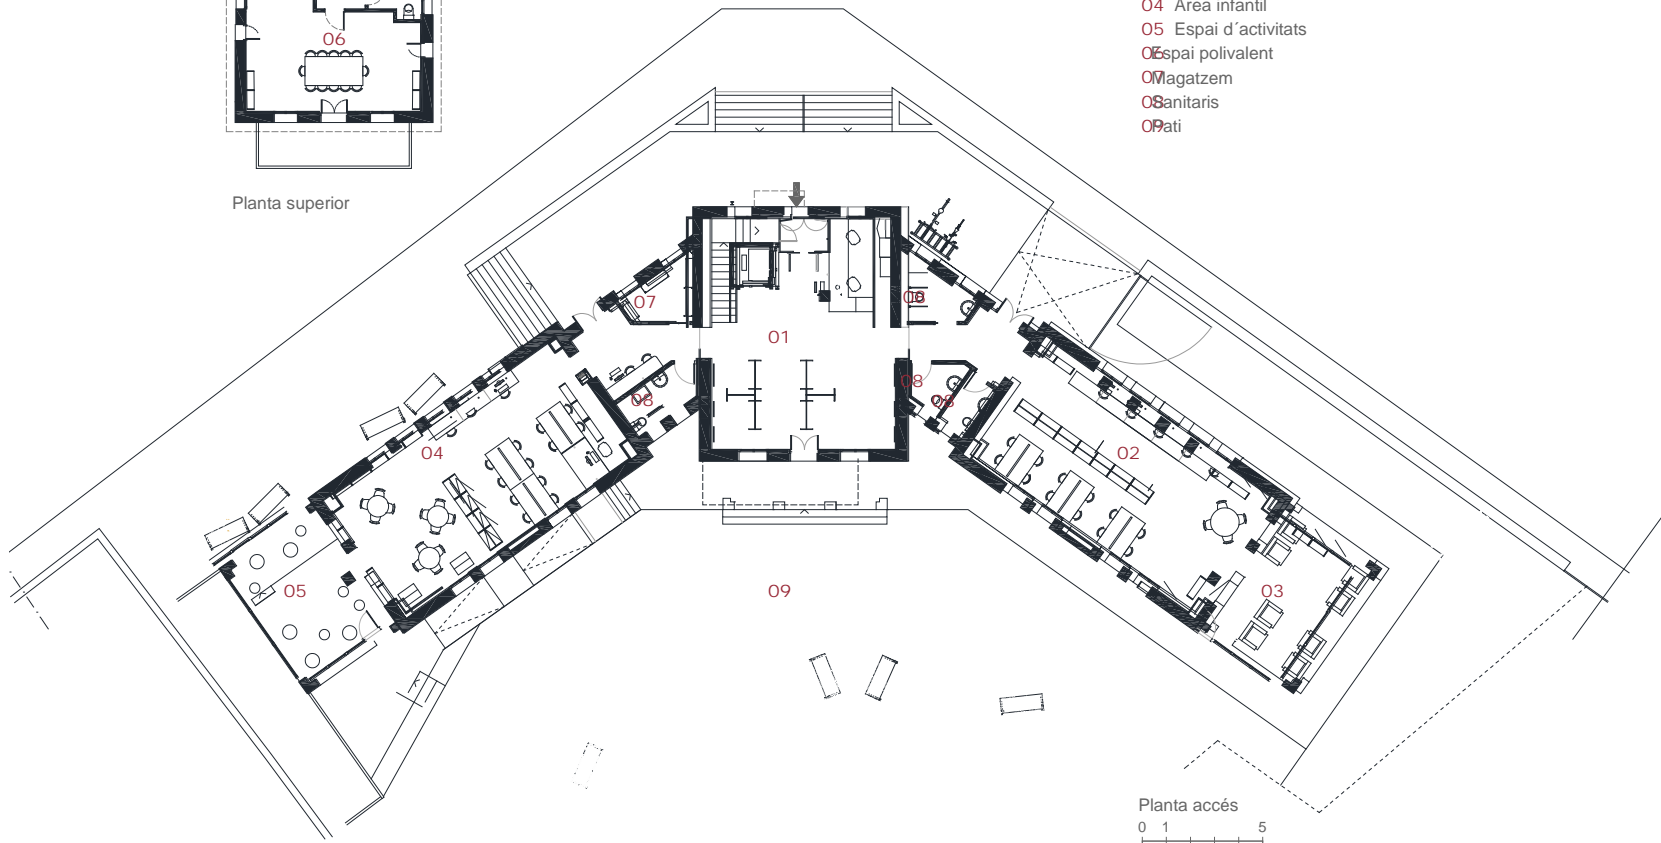 04 Àrea infantil
05 Espai d´activitats
06 Espai polivalent
07 Magatzem
08 Sanitaris
09 Pati
06
Planta superior
07
08
01
08
08
08
04
02
05
09
03
Planta accés
0 1 5